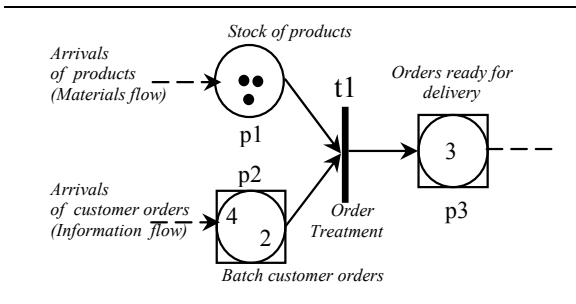 Stock of products
Arrivals
of products
(Materials flow)
p1
t1
Orders ready for
delivery
3
p3
p2
Arrivals
of customer orders
(Information flow)
4
2
Order
Treatment
Batch customer orders